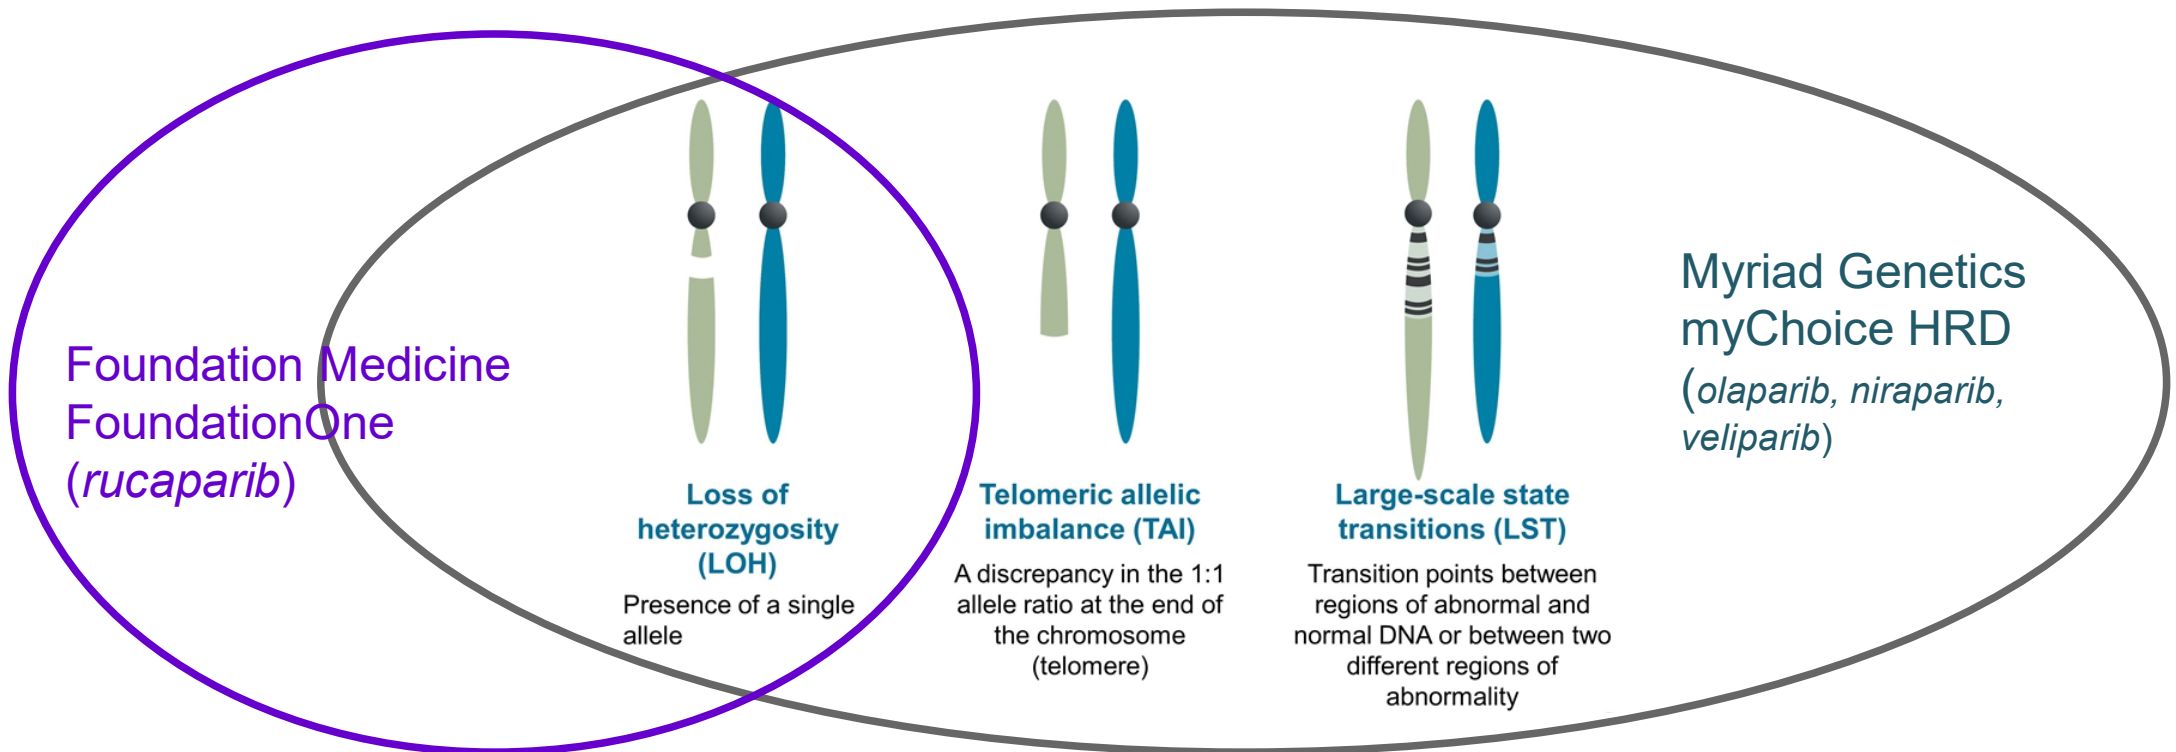 Foundation Medicine
FoundationOne
(rucaparib)
Loss of
heterozygosity
(LOH)
Presence of a single
allele
Telomeric allelic
imbalance (TAI)
A discrepancy in the 1:1
allele ratio at the end of
the chromosome
(telomere)
Large-scale state
transitions (LST)
Transition points between
regions of abnormal and
normal DNA or between two
different regions of
abnormality
Myriad Genetics
myChoice HRD
(olaparib, niraparib,
veliparib)